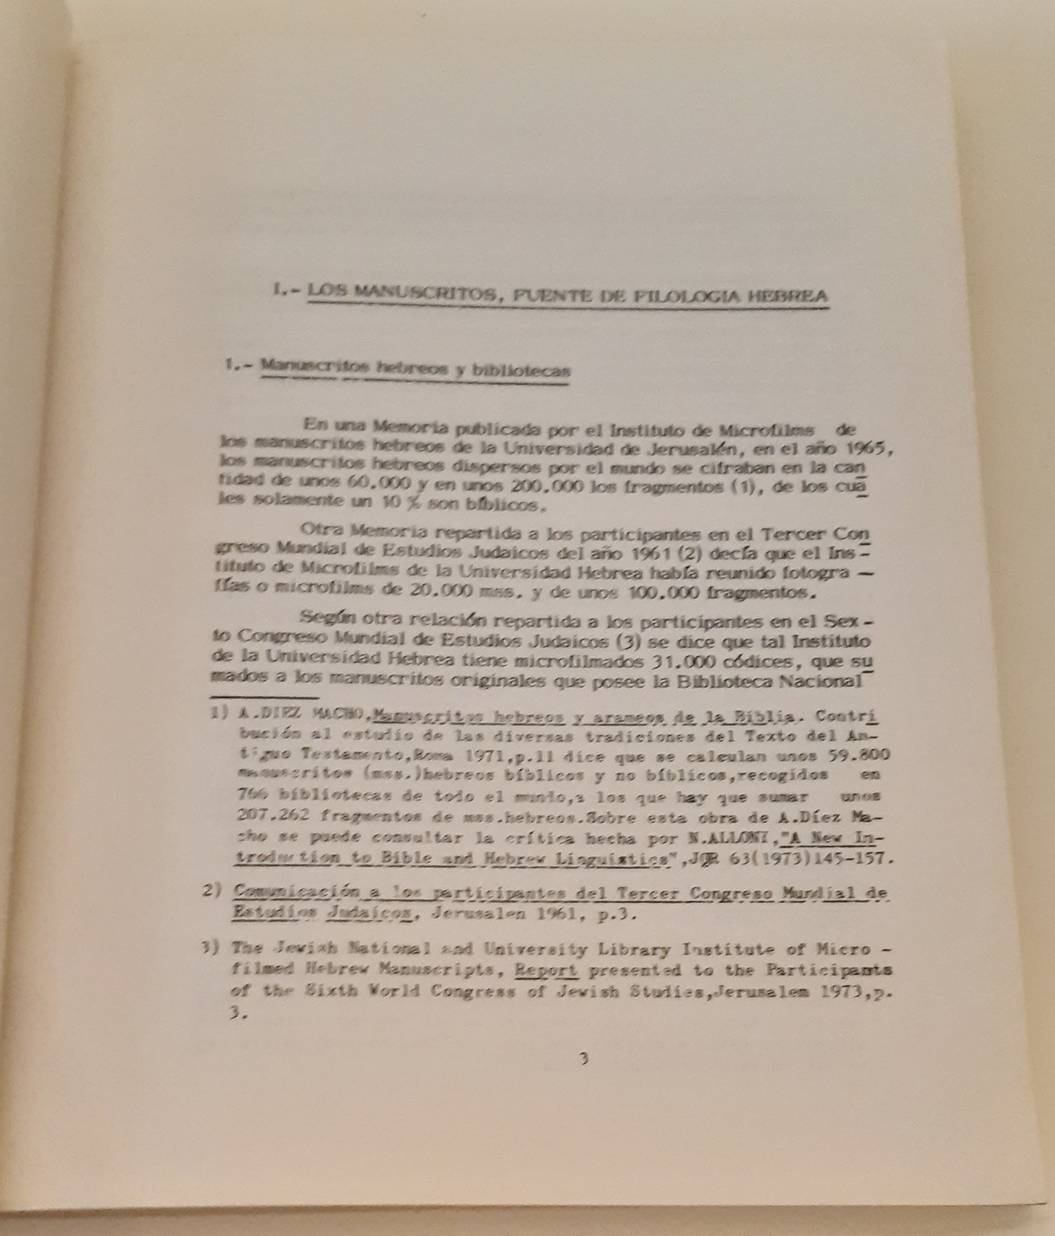 I.- LOS MANUSCRITOS, FUENTE DE FILOLOGIA HEBREA
1.- Manuscritos hebreos y bibliotecas
En una Memoria publicada por el Instituto de Microfilms de
los manuscritos hebreos de la Universidad de Jerusalén, en el año 1965,
los manuscritos hebreos dispersos por el mundo se cifraban en la can
tidad de unos 60.000 y en unos 200.000 los fragmentos (1), de los cua
les solamente un 10 % son bíblicos.
Otra Memoria repartida a los participantes en el Tercer Con
greso Mundial de Estudios Judaicos del año 1961 (2) decía que el Ins-
tituto de Microfilms de la Universidad Hebrea había reunido fotogra-
fías o microfilms de 20.000 mss. y de unos 100.000 fragmentos.
Según otra relación repartida a los participantes en el Sex-
to Congreso Mundial de Estudios Judaicos (3) se dice que tal Instituto
de la Universidad Hebrea tiene microfilmados 31.000 códices, que su
mados a los manuscritos originales que posee la Biblioteca Nacional
1) A.DIEZ MACHO,Manuscritos hebreos y arameos de la Biblia. Contri
bución al estudio de las diversas tradiciones del Texto del An-
tiguo Testamento,Roma 1971,p.11 dice que se calculan unos 59.800
manuscritos (mss.)hebreos bíblicos y no bíblicos,recogidos en
766 bibliotecas de todo el mundo,a los que hay que sumar unos
207.262 fragmentos de mss.hebreos.Sobre esta obra de A.Díez Ma-
cho se puede consultar la crítica hecha por N.ALLONI,"A New In-
troduction to Bible and Hebrew Linguistics",JQR 63(1973)145-157.
2) Comunicación a los participantes del Tercer Congreso Mundial de
Estudios Judaicos, Jerusalen 1961, p.3.
3) The Jewish National and University Library Institute of Micro -
filmed Hebrew Manuscripts, Report presented to the Participants
of the Sixth World Congress of Jewish Studies,Jerusalem 1973,p.
3.
3